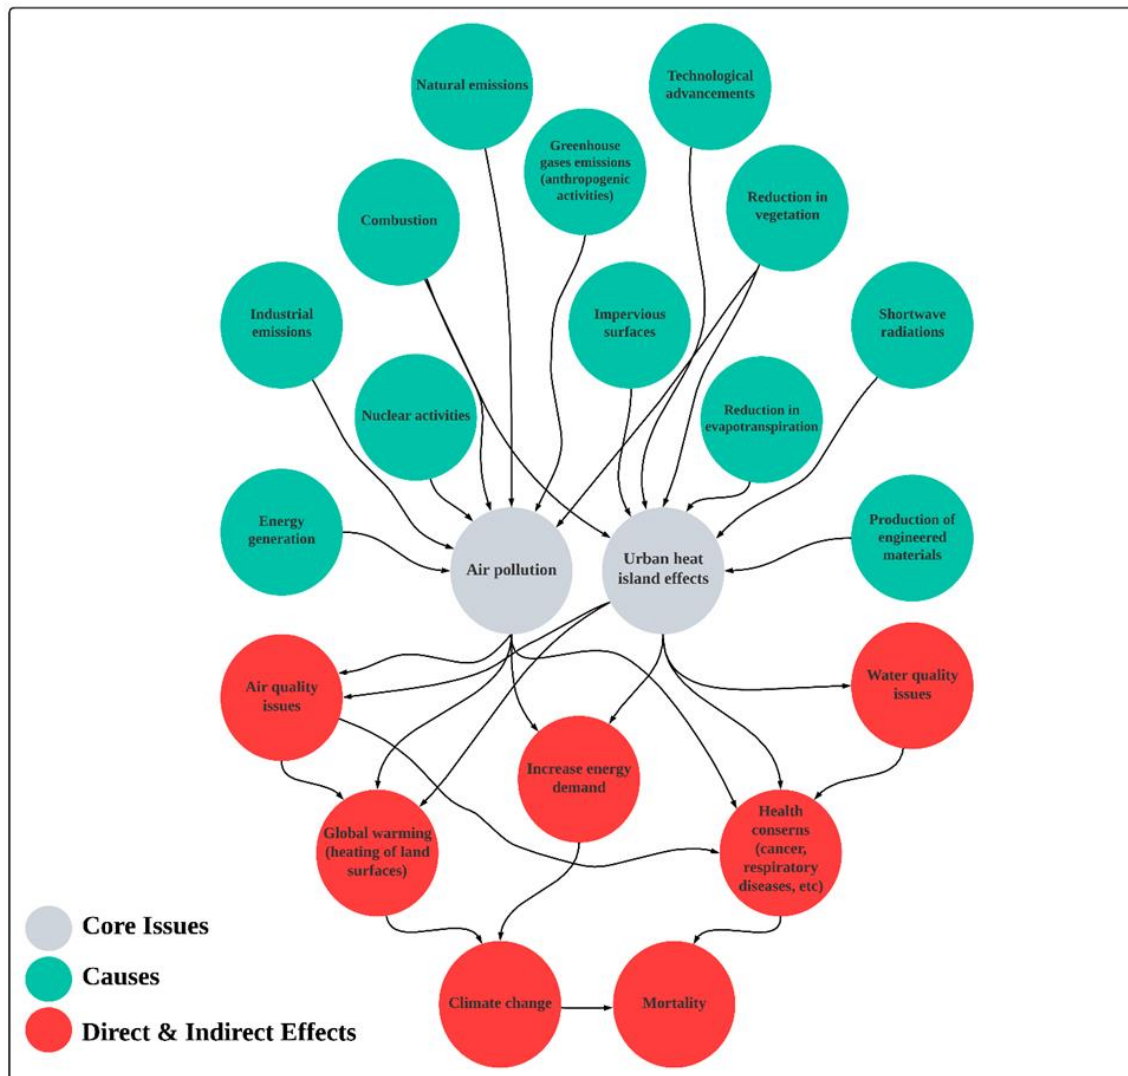 Natural emissions
Technological
advancements
Greenhouse
gases emissions
(anthropogenic
activities)
Combustion
Reduction in
vegetation
Industrial
emissions
Impervious
surfaces
Shortwave
radiations
Nuclear activities
Reduction in
evapotranspiration
Energy
generation
Production of
engineered
materials
Air pollution
Urban heat
island effects
Air quality
issues
Water quality
issues
Increase energy
demand
Global warming
(heating of land
surfaces)
Health
conserns
(cancer,
respiratory
diseases, etc)
Climate change
Mortality
Core Issues
Causes
Direct & Indirect Effects